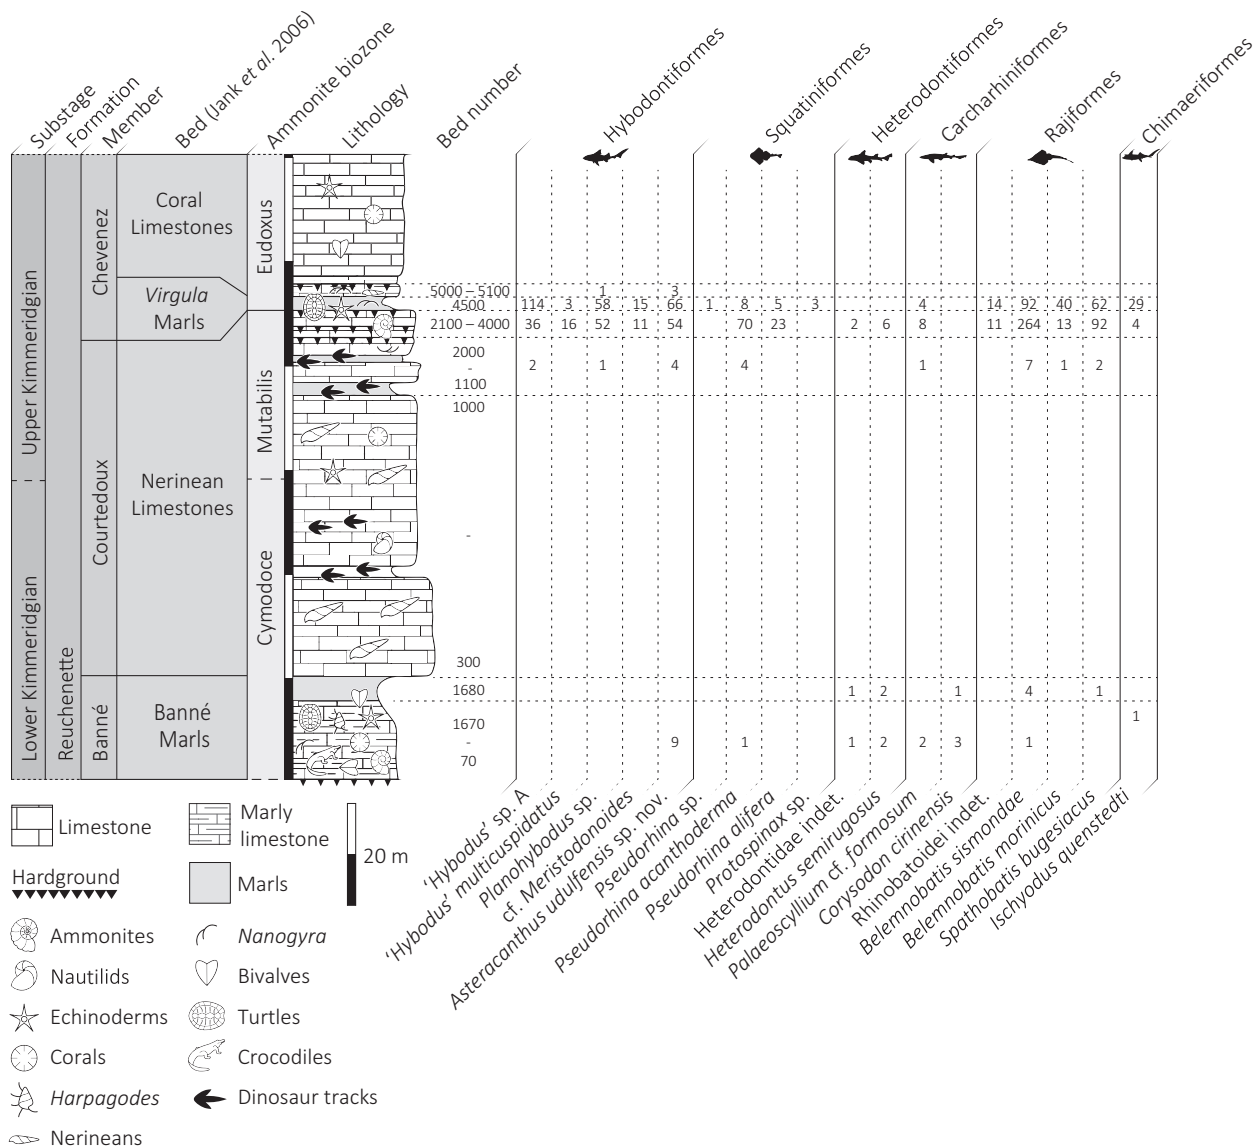 Substage
Formation
Member
Bed (Jank et al. 2006)
Ammonite biozone
Lithology
Bed number
Hybodontiformes
Squatiniformes
Heterodontiformes
Carcharhiniformes
Rajiformes
Chimaeriformes
Upper Kimmeridgian
Lower Kimmeridgian
Reuchenette
Chevenez
Courtedoux
Banné
Coral
Limestones
Virgula
Marls
Nerinean
Limestones
Banné
Marls
Eudoxus
Mutabilis
Cymodoce
5000 – 5100 1 3
4500 114 3 58 15 66 1 8 5 3 4 14 92 40 62 29
2100 – 4000 36 16 52 11 54 70 23 2 6 8 11 264 13 92 4
2000
- 2 1 4 4 1 7 1 2
1100
1000
-
300
1680 1 2 1 4 1
1670 1
- 9 1 1 2 2 3 1
70
'Hybodus' sp. A
'Hybodus' multicuspidatus
Planohybodus sp.
cf. Meristodonoides
Asteracanthus udulfensis sp. nov.
Pseudorhina sp.
Pseudorhina acanthoderma
Pseudorhina alifera
Protospinax sp.
Heterodontidae indet.
Heterodontus semirugosus
Palaeoscyllium cf. formosum
Corysodon cirinensis
Rhinobatoidei indet.
Belemnobatis sismondae
Belemnobatis morinicus
Spathobatis bugesiacus
Ischyodus quenstedti
Limestone
Marly
limestone
Hardground
Marls
20 m
Ammonites
Nanogyra
Nautilids
Bivalves
Echinoderms
Turtles
Corals
Crocodiles
Harpagodes
Dinosaur tracks
Nerineans